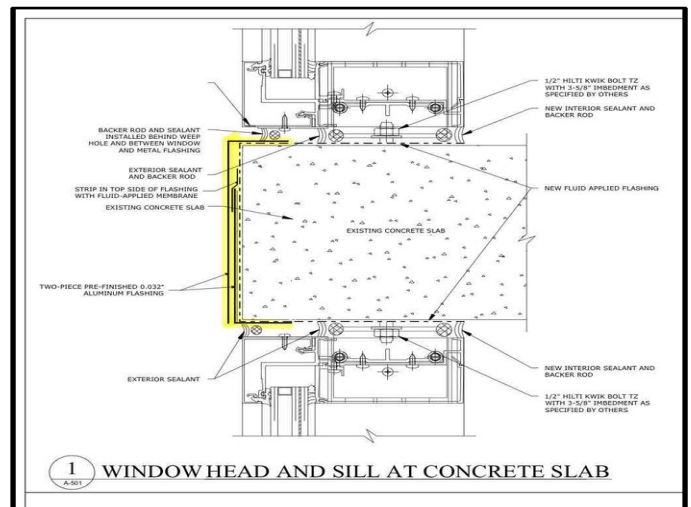 1/2" HILTI KWIK BOLT TZ
WITH 3-5/8" IMBEDMENT AS
SPECIFIED BY OTHERS
NEW INTERIOR SEALANT AND
BACKER ROD
BACKER ROD AND SEALANT
INSTALLED BEHIND WEEP
HOLE AND BETWEEN WINDOW
AND METAL FLASHING
EXTERIOR SEALANT
AND BACKER ROD
STRIP IN TOP SIDE OF FLASHING
WITH FLUID-APPLIED MEMBRANE
NEW FLUID APPLIED FLASHING
EXISTING CONCRETE SLAB
EXISTING CONCRETE SLAB
TWO-PIECE PRE-FINISHED 0.032"
ALUMINUM FLASHING
NEW INTERIOR SEALANT AND
BACKER ROD
EXTERIOR SEALANT
1/2" HILTI KWIK BOLT TZ
WITH 3-5/8" IMBEDMENT AS
SPECIFIED BY OTHERS
1
A-501
WINDOW HEAD AND SILL AT CONCRETE SLAB